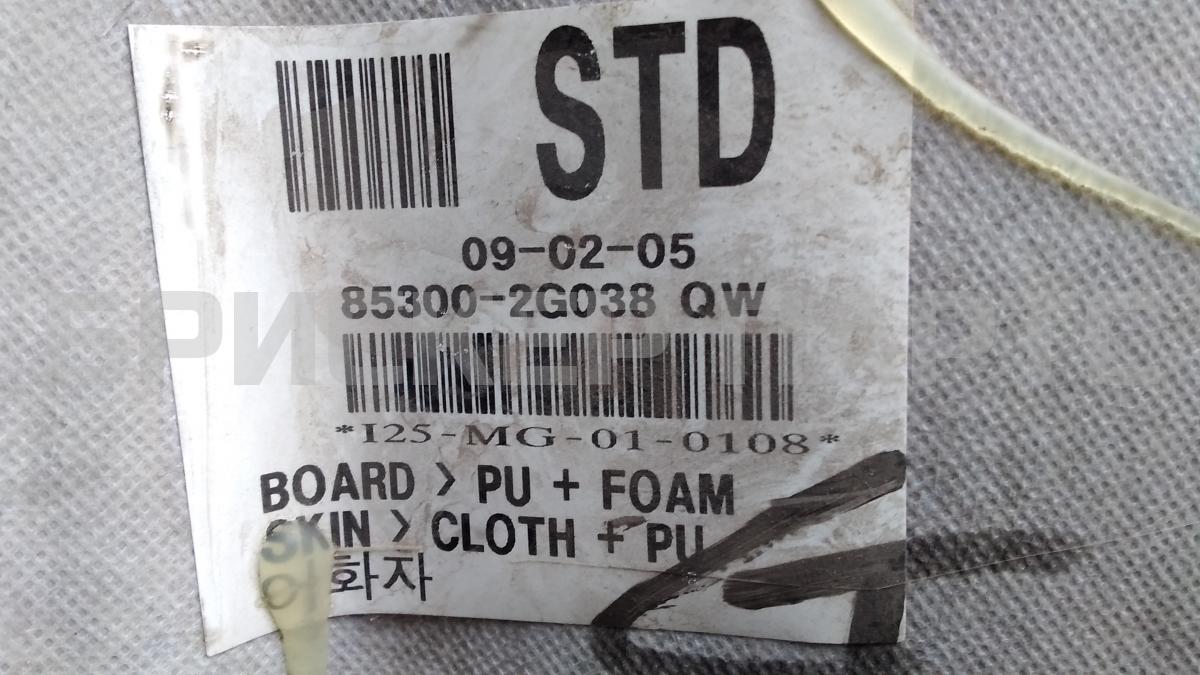 STD
09-02-05
85300-2G038 QW
*I25-MG-01-0108*
BOARD > PU + FOAM
SKIN > CLOTH + PU
이화자